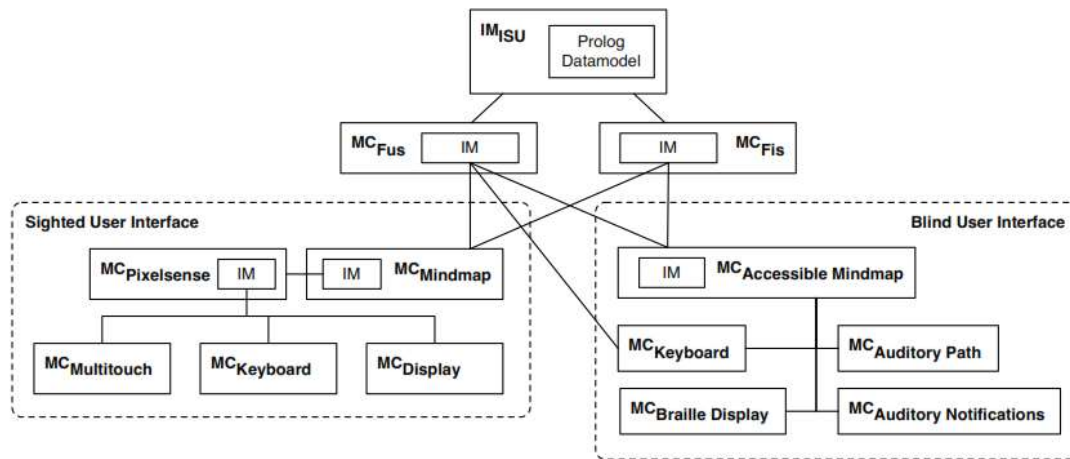 IMISU
Prolog
Datamodel
MCFus
IM
IM
MCFis
Sighted User Interface
Blind User Interface
MCPixelsense
IM
IM
MCMindmap
IM
MCAccessible Mindmap
MCMultitouch
MCKeyboard
MCDisplay
MCKeyboard
MCAuditory Path
MCBraille Display
MCAuditory Notifications